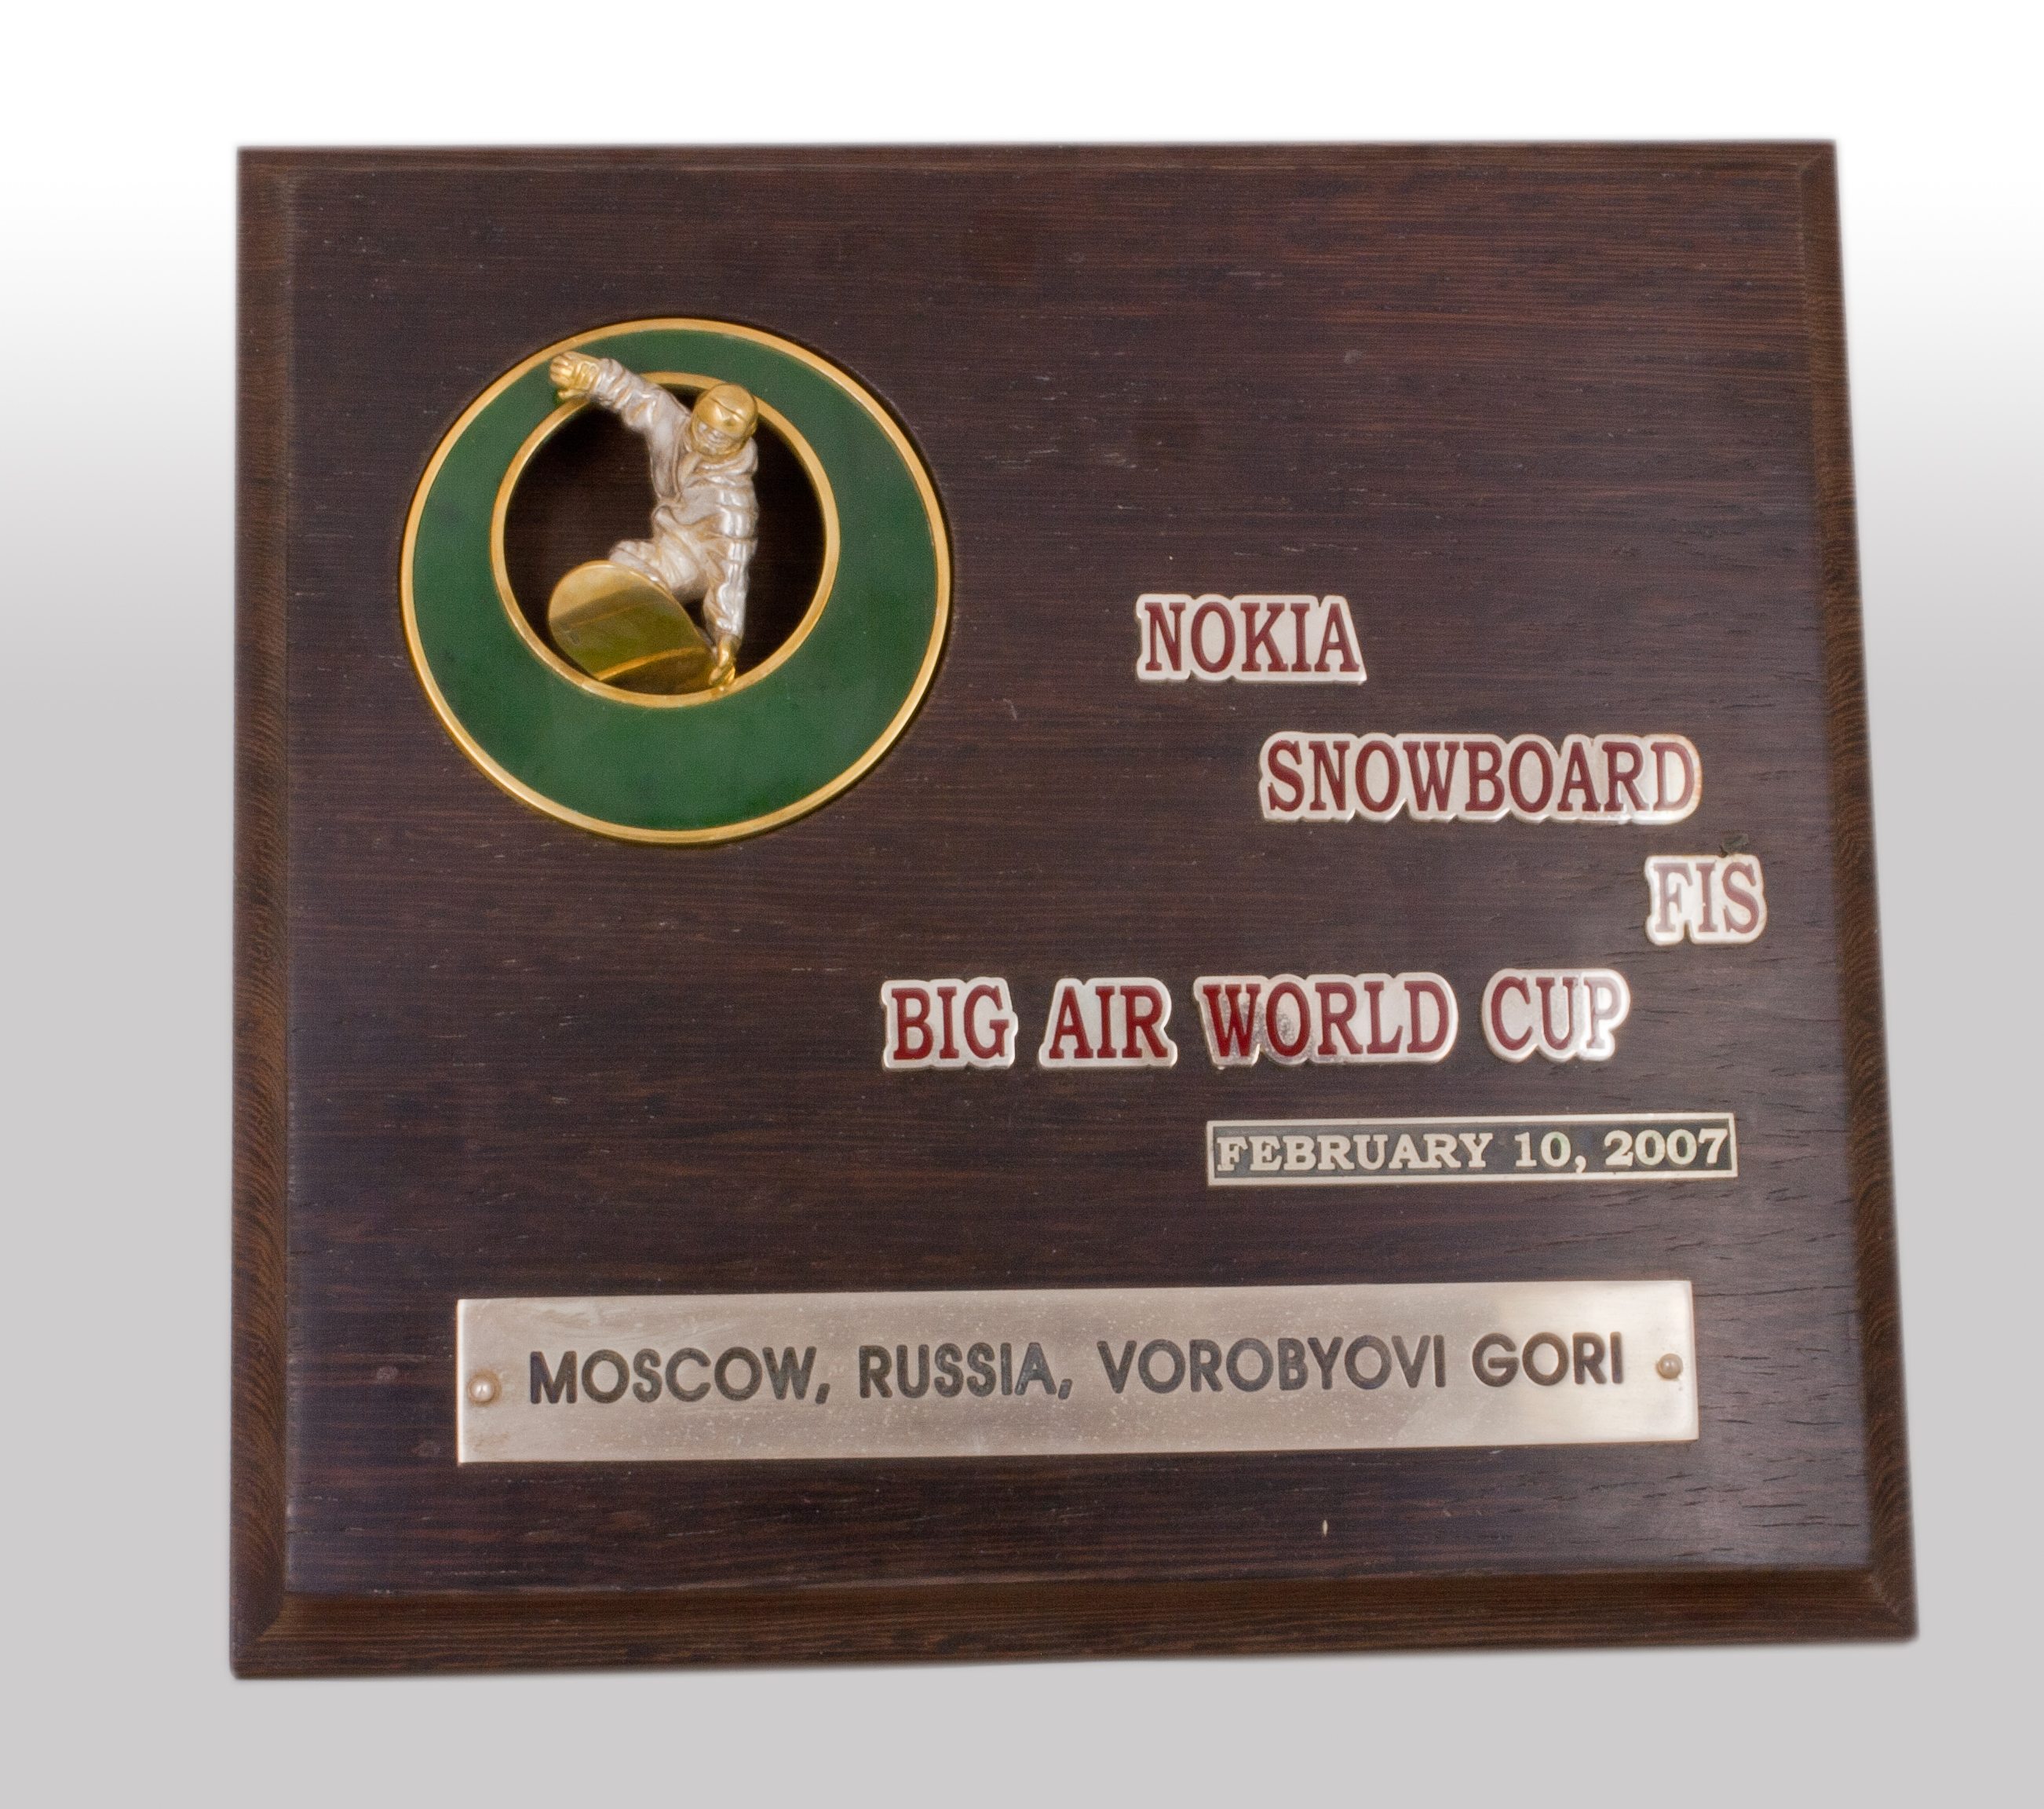 NOKIA
SNOWBOARD
FIS
BIG AIR WORLD CUP
FEBRUARY 10, 2007
MOSCOW, RUSSIA, VOROBYOVI GORI